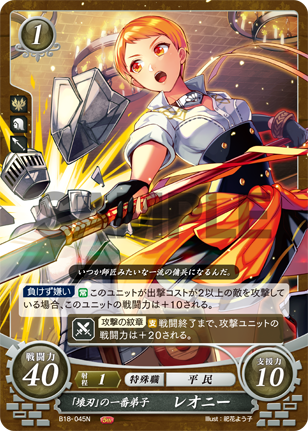 1
SAMPLE
いつか師匠みたいな一流の傭兵になるんだ。
負けず嫌い 常 このユニットが出撃コストが2以上の敵を攻撃し
ている場合、このユニットの戦闘力は+10される。
攻撃の紋章 支 戦闘終了まで、攻撃ユニット
の戦闘力は+20される。
戦闘力
40
射程 1 特殊職 平民
支援力
10
「壊刃」の一番弟子 レオニー
B18-045N
Illust: